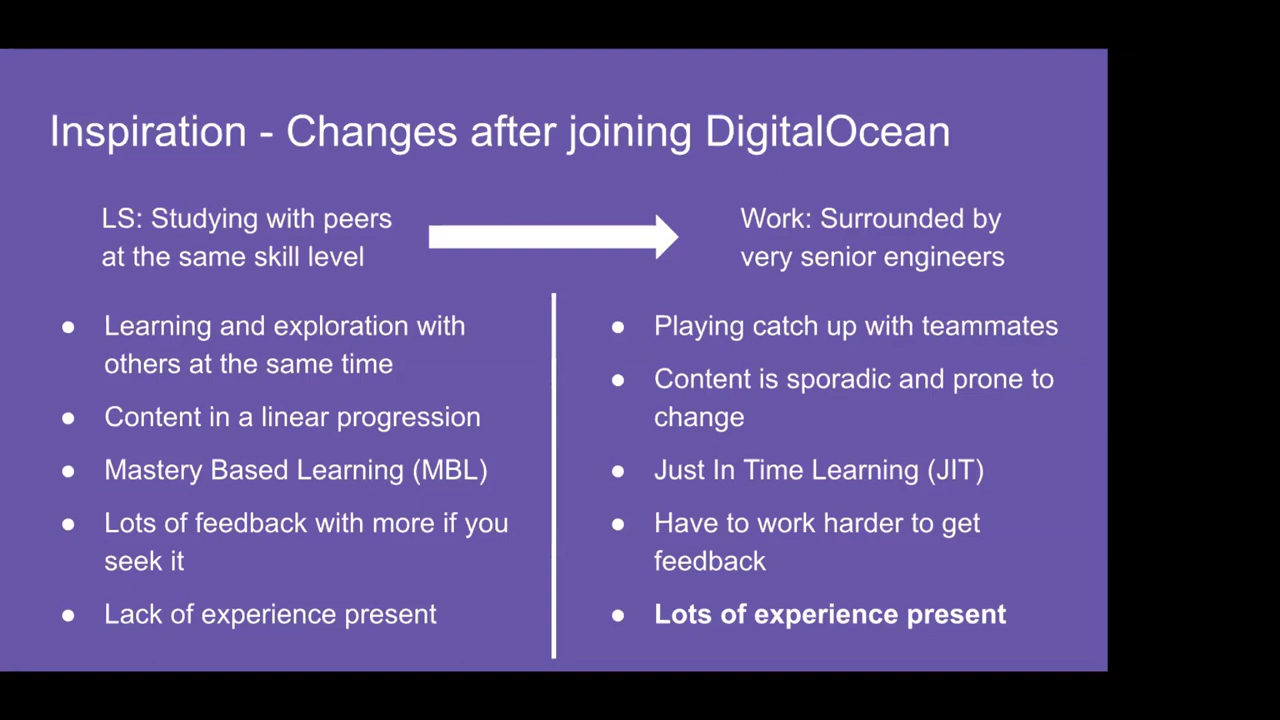 Inspiration - Changes after joining DigitalOcean
LS: Studying with peers
at the same skill level
Work: Surrounded by
very senior engineers
● Learning and exploration with
others at the same time
● Content in a linear progression
● Mastery Based Learning (MBL)
● Lots of feedback with more if you
seek it
● Lack of experience present
● Playing catch up with teammates
● Content is sporadic and prone to
change
● Just In Time Learning (JIT)
● Have to work harder to get
feedback
● Lots of experience present